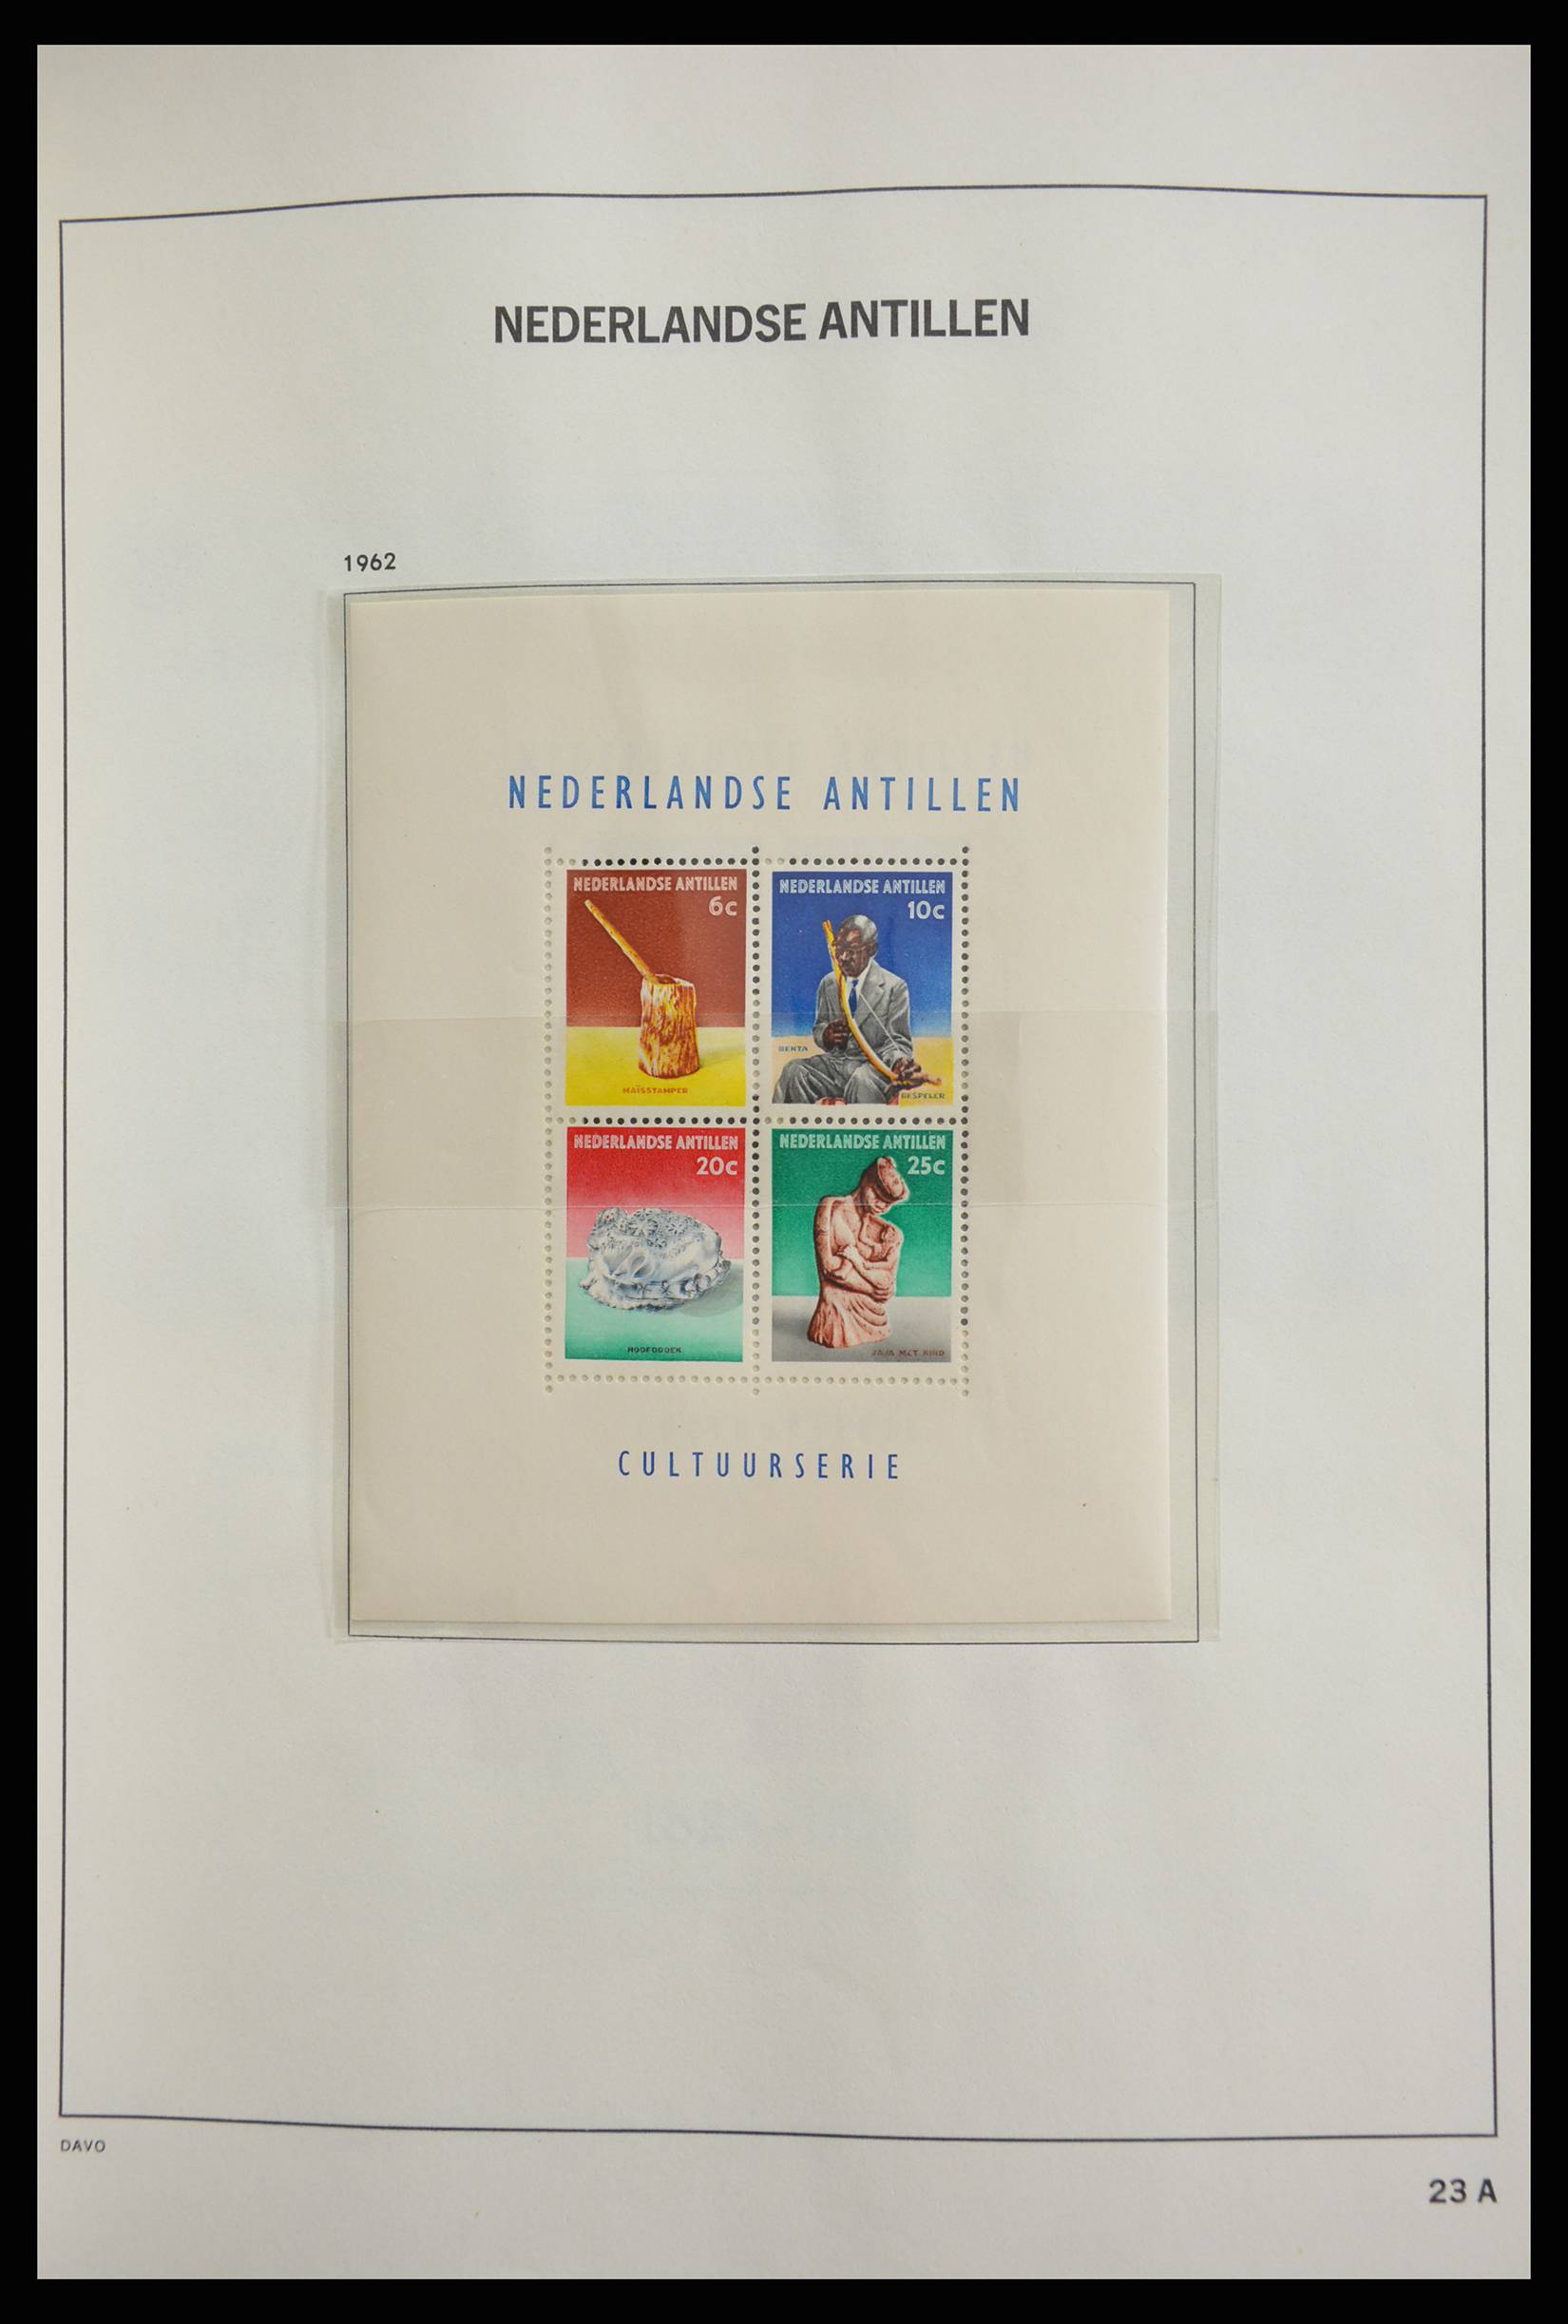 NEDERLANDSE ANTILLEN
1962
NEDERLANDSE ANTILLEN
NEDERLANDSE ANTILLEN
6c
MAÏSSTAMPER
NEDERLANDSE ANTILLEN
10c
BENTA
BESPELER
NEDERLANDSE ANTILLEN
20c
HOOFDDOEK
NEDERLANDSE ANTILLEN
25c
JAJA MET KIND
CULTUURSERIE
DAVO
23 A